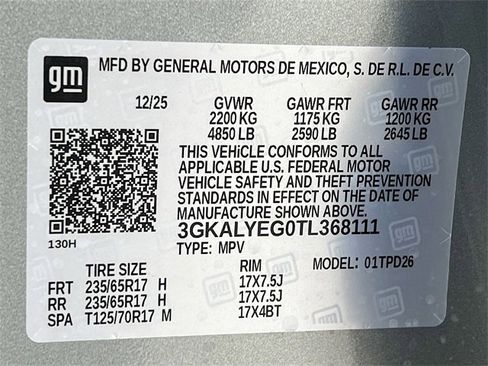 gm
MFD BY GENERAL MOTORS DE MEXICO, S. DE R.L. DE C.V.
12/25 GVWR GAWR FRT GAWR RR
2200 KG 1175 KG 1200 KG
4850 LB 2590 LB 2645 LB
THIS VEHICLE CONFORMS TO ALL
APPLICABLE U.S. FEDERAL MOTOR
VEHICLE SAFETY AND THEFT PREVENTION
STANDARDS IN EFFECT ON THE DATE OF
MANUFACTURE SHOWN ABOVE.
3GKALYEG0TL368111
130H
TYPE: MPV
TIRE SIZE RIM MODEL: 01TPD26
FRT 235/65R17 H 17X7.5J
RR 235/65R17 H 17X7.5J
SPA T125/70R17 M 17X4BT